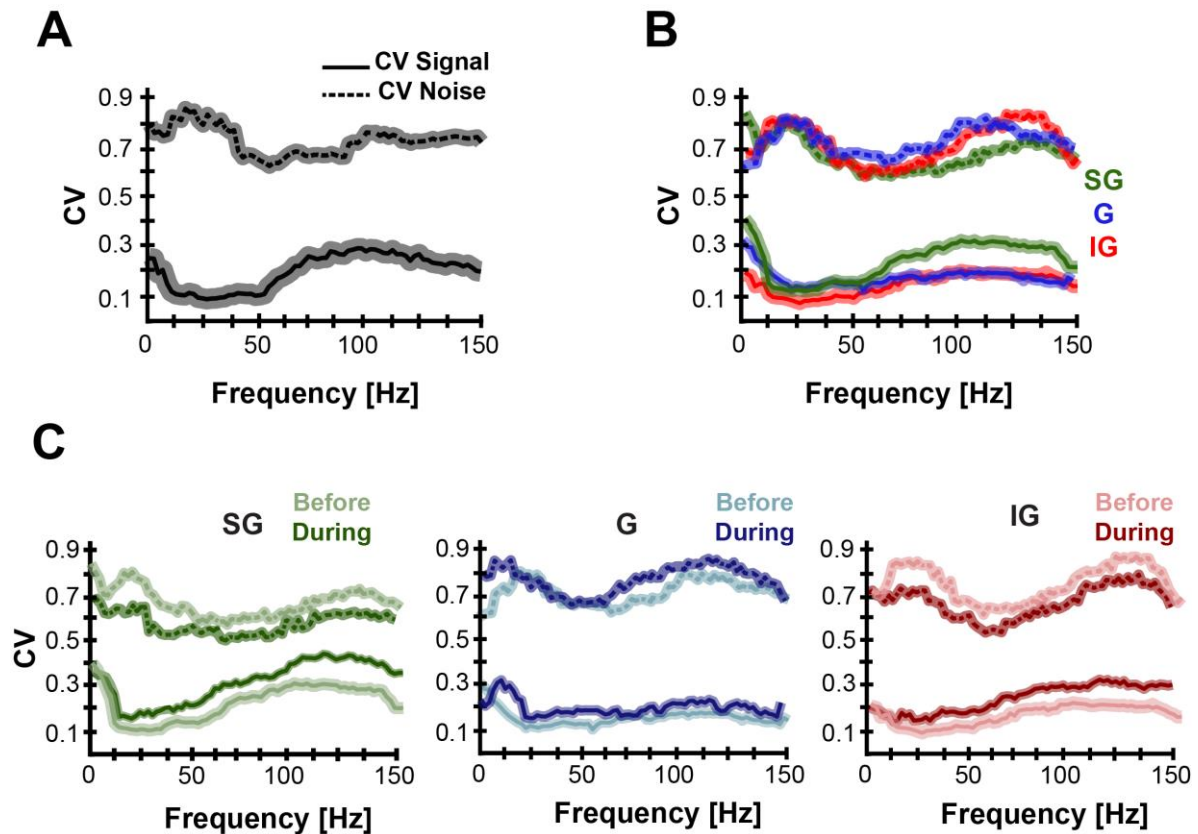 A
CV Signal
CV Noise
0.9
0.7
0.5
0.3
0.1
CV
0 50 100 150
Frequency [Hz]
B
0.9
0.7
0.5
0.3
0.1
CV
SG
G
IG
0 50 100 150
Frequency [Hz]
C
SG
Before
During
0.9
0.7
0.5
0.3
0.1
CV
0 50 100 150
Frequency [Hz]
G
Before
During
0.9
0.7
0.5
0.3
0.1
0 50 100 150
Frequency [Hz]
IG
Before
During
0.9
0.7
0.5
0.3
0.1
0 50 100 150
Frequency [Hz]